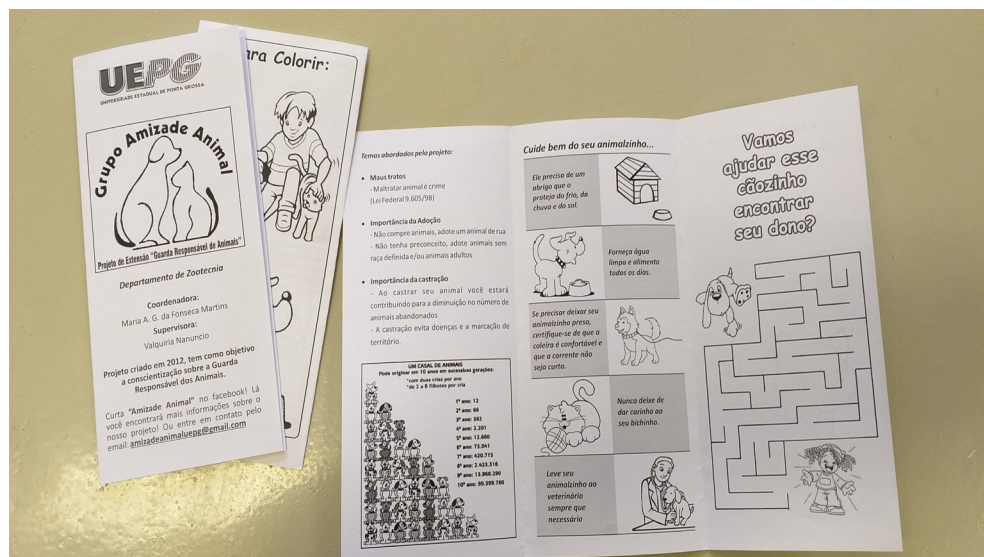 UEPG
UNIVERSIDADE ESTADUAL DE PONTA GROSSA
Grupo Amizade Animal
Projeto de Extensão "Guarda Responsável de Animais"
Departamento de Zootecnia
Coordenadora:
Maria A. G. da Fonseca Martins
Supervisora:
Valquíria Nanuncio
Projeto criado em 2012, tem como objetivo
a conscientização sobre a Guarda
Responsável dos Animais.
Curta "Amizade Animal" no facebook! Lá
você encontrará mais informações sobre o
nosso projeto! Ou entre em contato pelo
email: amizadeanimaluepg@gmail.com
ara Colorir:
Temas abordados pelo projeto:
• Maus tratos
- Maltratar animal é crime
(Lei Federal 9.605/98)
• Importância da Adoção
- Não compre animais, adote um animal de rua
- Não tenha preconceito, adote animais sem
raça definida e/ou animais adultos
• Importância da castração
- Ao castrar seu animal você estará
contribuindo para a diminuição no número de
animais abandonados
- A castração evita doenças e a marcação de
território.
UM CASAL DE ANIMAIS
Pode originar em 10 anos em sucessivas gerações:
*com duas crias por ano
*de 2 a 8 filhotes por cria
1º ano: 12
2º ano: 66
3º ano: 382
4º ano: 2.201
5º ano: 12.680
6º ano: 73.041
7º ano: 420.715
8º ano: 2.423.316
9º ano: 13.968.290
10º ano: 80.399.780
Cuide bem do seu animalzinho...
Ele precisa de um
abrigo que o
proteja do frio, da
chuva e do sol.
Forneça água
limpa e alimento
todos os dias.
Se precisar deixar seu
animalzinho preso,
certifique-se de que a
coleira é confortável e
que a corrente não
seja curta.
Nunca deixe de
dar carinho ao
seu bichinho.
Leve seu
animalzinho ao
veterinário
sempre que
necessário
Vamos
ajudar esse
cãozinho
encontrar
seu dono?